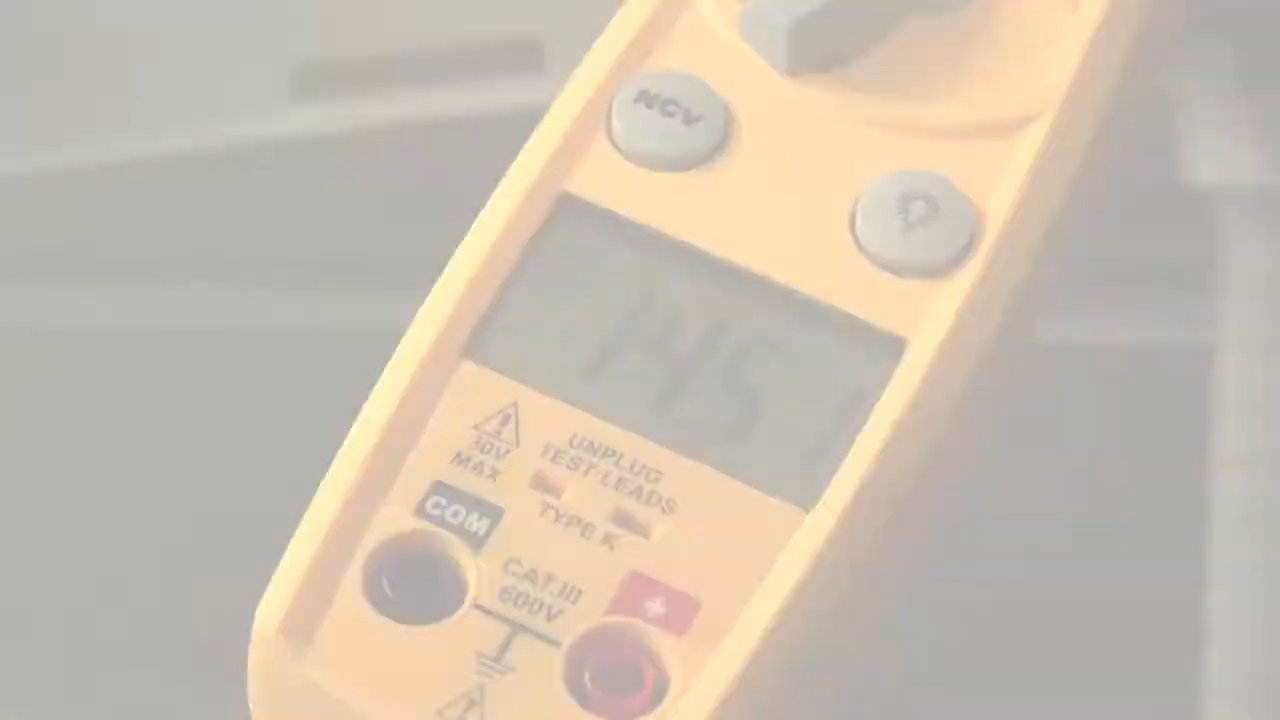 NCV
30V
MAX
UNPLUG
TEST LEADS
TYPE K
COM
CAT III
600V
+